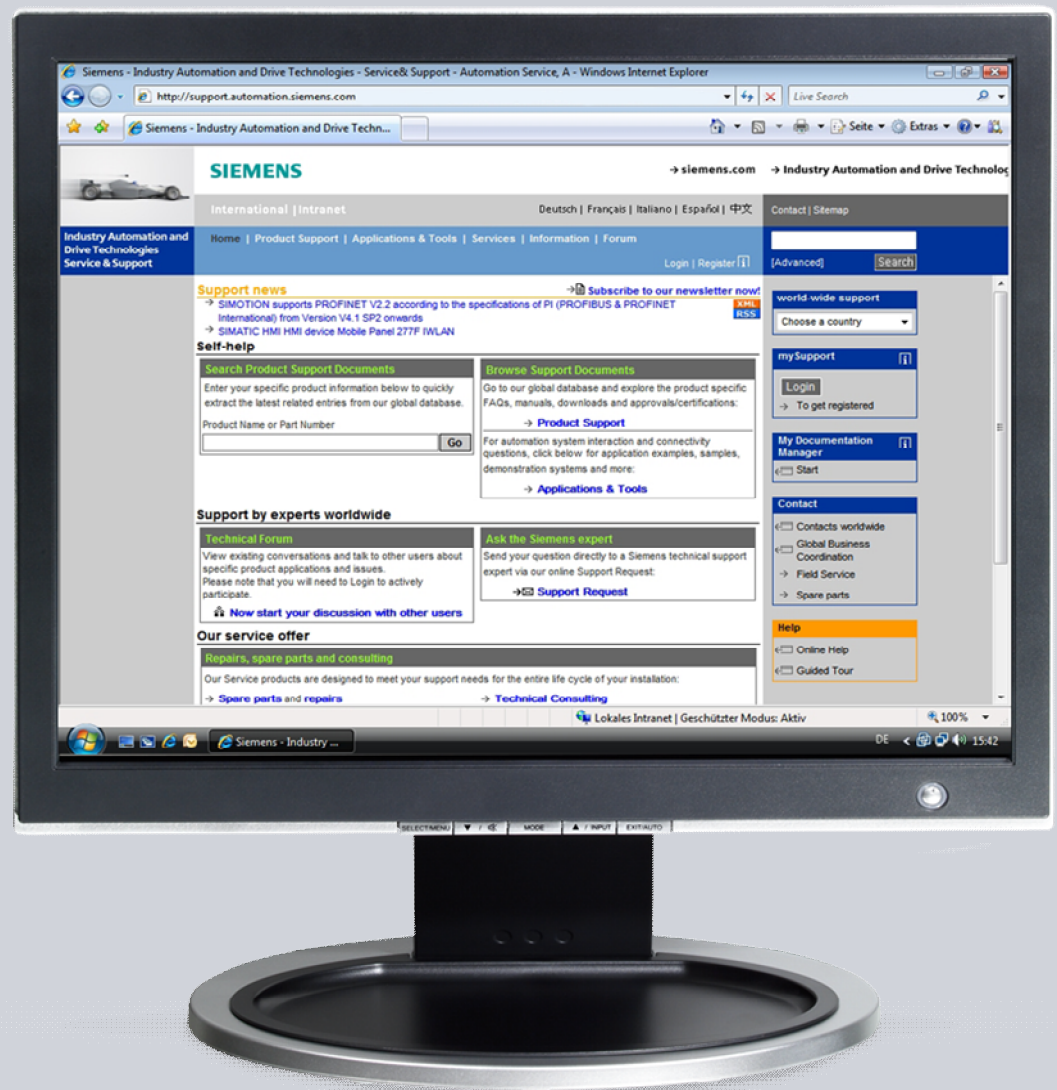 Siemens - Industry Automation and Drive Technologies - Service& Support - Automation Service, A - Windows Internet Explorer
http://support.automation.siemens.com
Live Search
Siemens - Industry Automation and Drive Techn...
Seite
Extras
SIEMENS
→ siemens.com
→ Industry Automation and Drive Technolog
International | Intranet
Deutsch | Français | Italiano | Español | 中文
Contact | Sitemap
Industry Automation and
Drive Technologies
Service & Support
Home | Product Support | Applications & Tools | Services | Information | Forum
Login | Register
[Advanced]
Search
Support news
→ Subscribe to our newsletter now!
→ SIMOTION supports PROFINET V2.2 according to the specifications of PI (PROFIBUS & PROFINET
International) from Version V4.1 SP2 onwards
XML
RSS
→ SIMATIC HMI HMI device Mobile Panel 277F IWLAN
Self-help
Search Product Support Documents
Enter your specific product information below to quickly
extract the latest related entries from our global database.
Product Name or Part Number
Go
Browse Support Documents
Go to our global database and explore the product specific
FAQs, manuals, downloads and approvals/certifications:
→ Product Support
For automation system interaction and connectivity
questions, click below for application examples, samples,
demonstration systems and more:
→ Applications & Tools
Support by experts worldwide
Technical Forum
View existing conversations and talk to other users about
specific product applications and issues.
Please note that you will need to Login to actively
participate.
Now start your discussion with other users
Ask the Siemens expert
Send your question directly to a Siemens technical support
expert via our online Support Request:
→ Support Request
Our service offer
Repairs, spare parts and consulting
Our Service products are designed to meet your support needs for the entire life cycle of your installation:
→ Spare parts and repairs
→ Technical Consulting
world-wide support
Choose a country
mySupport
Login
→ To get registered
My Documentation
Manager
Start
Contact
Contacts worldwide
Global Business
Coordination
→ Field Service
→ Spare parts
Help
Online Help
Guided Tour
Lokales Intranet | Geschützter Modus: Aktiv
100%
Siemens - Industry ...
DE
15:42
SELECT/MENU
▼ /
MODE
▲ / INPUT
EXIT/AUTO